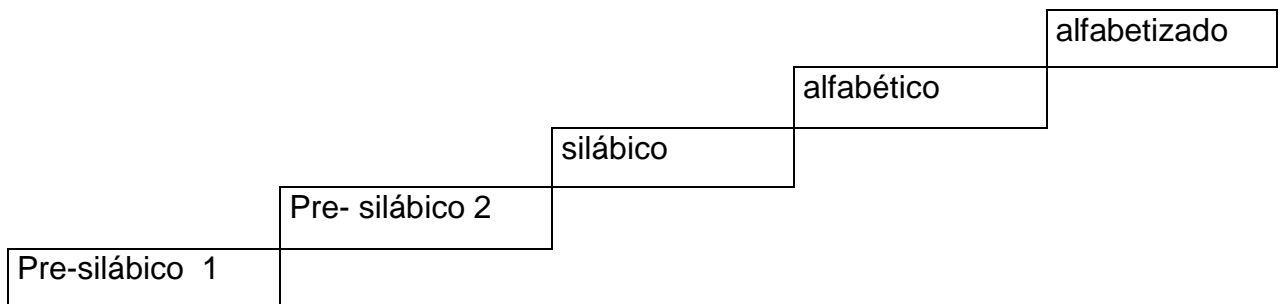 alfabetizado
alfabético
silábico
Pre- silábico 2
Pre-silábico 1